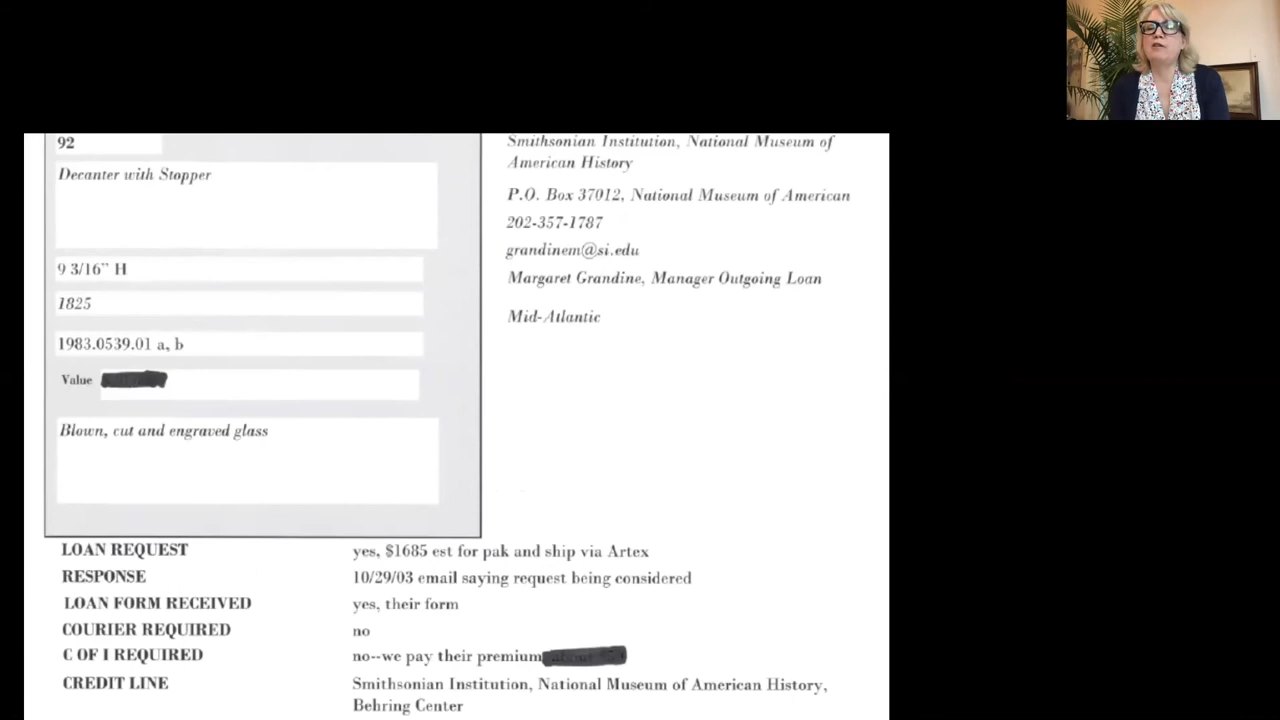 92
Decanter with Stopper
9 3/16” H
1825
1983.0539.01 a, b
Value
Blown, cut and engraved glass
Smithsonian Institution, National Museum of
American History
P.O. Box 37012, National Museum of American
202-357-1787
grandinem@si.edu
Margaret Grandine, Manager Outgoing Loan
Mid-Atlantic
LOAN REQUEST yes, $1685 est for pak and ship via Artex
RESPONSE 10/29/03 email saying request being considered
LOAN FORM RECEIVED yes, their form
COURIER REQUIRED no
C OF I REQUIRED no--we pay their premium
CREDIT LINE Smithsonian Institution, National Museum of American History,
Behring Center